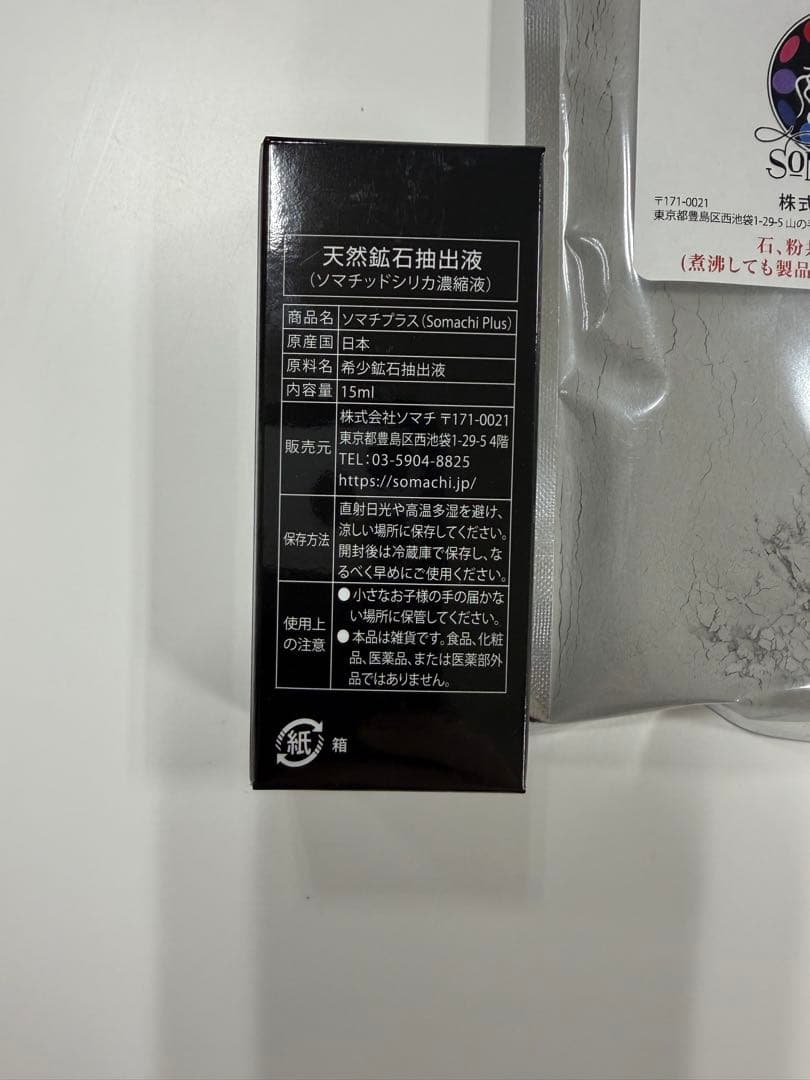 天然鉱石抽出液
（ソマチッドシリカ濃縮液）
商品名 ソマチプラス（Somachi Plus）
原産国 日本
原料名 希少鉱石抽出液
内容量 15ml
販売元
株式会社ソマチ 〒171-0021
東京都豊島区西池袋1-29-5 4階
TEL：03-5904-8825
https://somachi.jp/
保存方法
直射日光や高温多湿を避け、
涼しい場所に保存してください。
開封後は冷蔵庫で保存し、な
るべく早めにご使用ください。
使用上
の注意
●小さなお子様の手の届かな
い場所に保管してください。
●本品は雑貨です。食品、化粧
品、医薬品、または医薬部外
品ではありません。
紙 箱
〒171-0021
東京都豊島区西池袋1-29-5 山の
石、粉
(煮沸しても製品